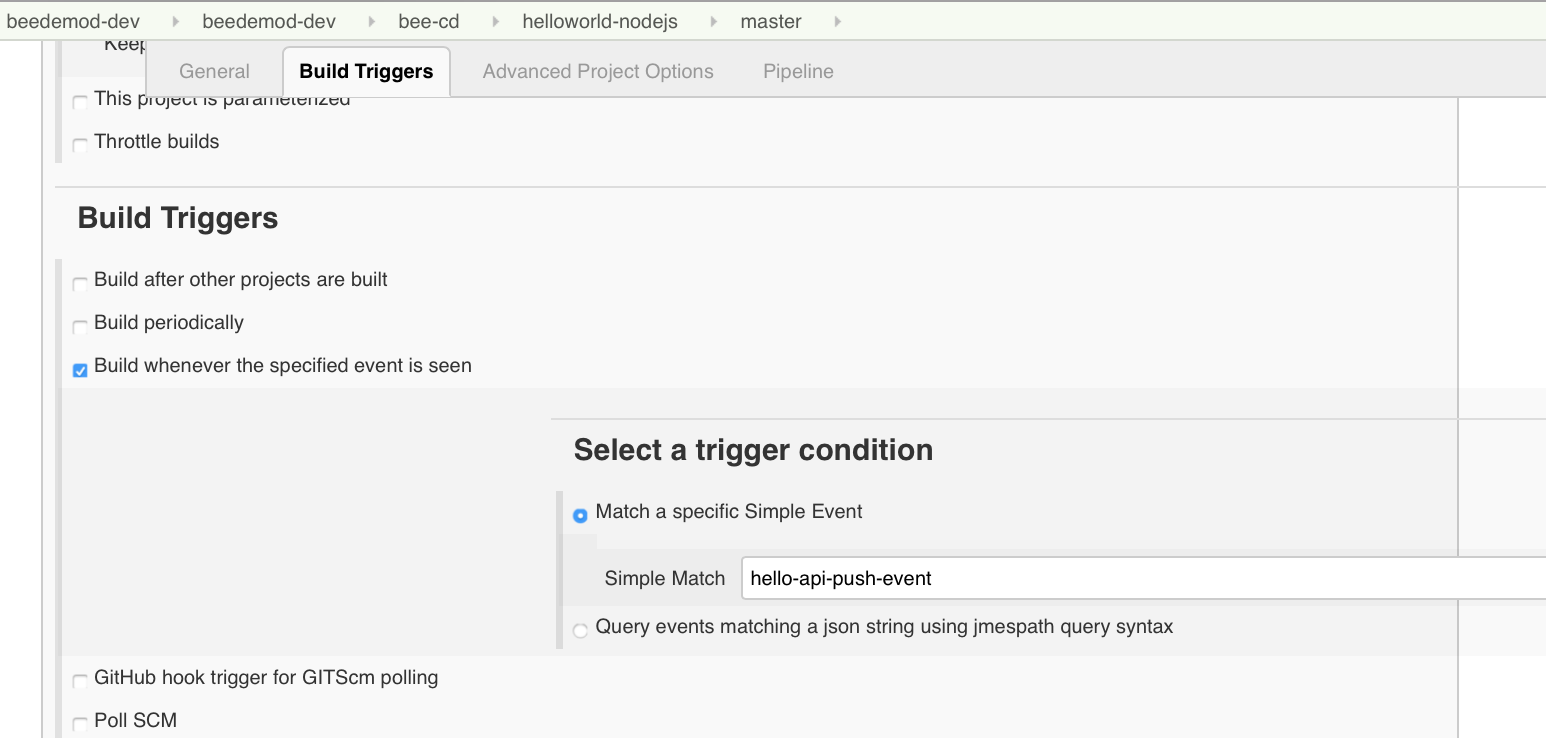 beedemod-dev beedemod-dev bee-cd helloworld-nodejs master
Keep
General Build Triggers Advanced Project Options Pipeline
This project is parameterized
Throttle builds
Build Triggers
Build after other projects are built
Build periodically
Build whenever the specified event is seen
Select a trigger condition
Match a specific Simple Event
Simple Match hello-api-push-event
Query events matching a json string using jmespath query syntax
GitHub hook trigger for GITScm polling
Poll SCM